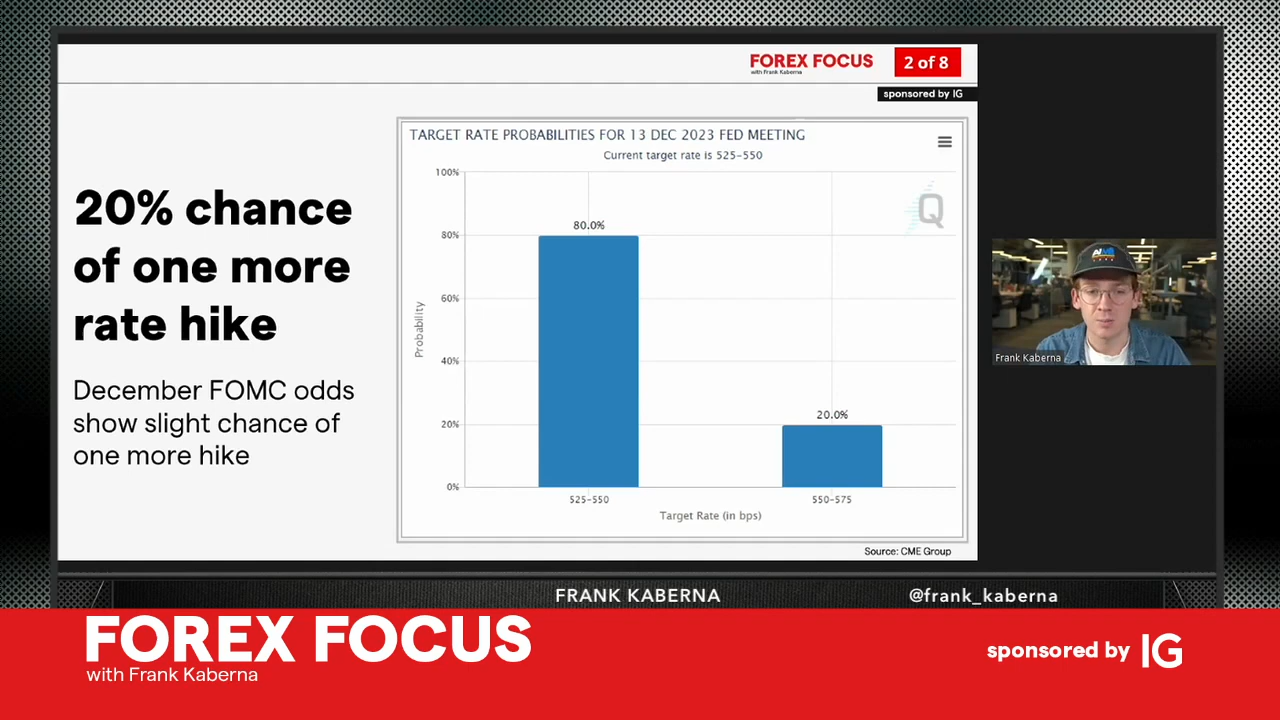 FOREX FOCUS
with Frank Kaberna
2 of 8
sponsored by IG
20% chance
of one more
rate hike
December FOMC odds
show slight chance of
one more hike
TARGET RATE PROBABILITIES FOR 13 DEC 2023 FED MEETING
Current target rate is 525-550
Q
Probability
100%
80%
60%
40%
20%
0%
80.0%
20.0%
525-550
550-575
Target Rate (in bps)
Source: CME Group
Frank Kaberna
FRANK KABERNA
@frank_kaberna
FOREX FOCUS
with Frank Kaberna
sponsored by IG